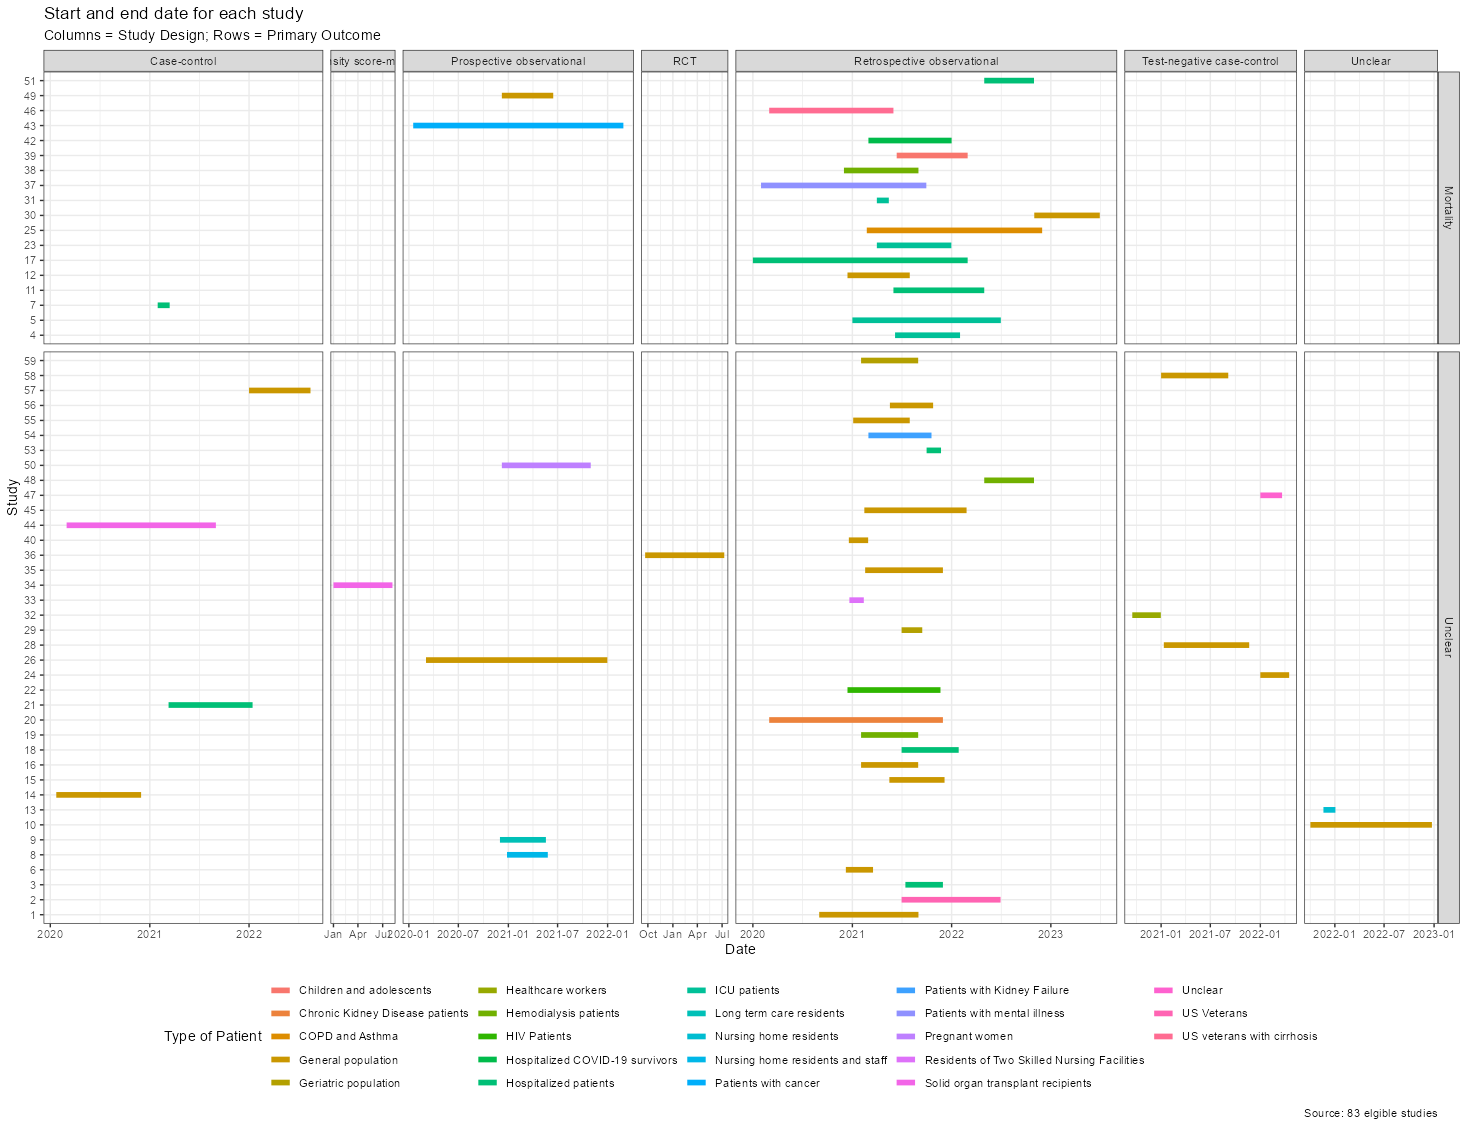 Start and end date for each study
Columns = Study Design; Rows = Primary Outcome
Case-control
sity score-m
Prospective observational
RCT
Retrospective observational
Test-negative case-control
Unclear
51
49
46
43
42
39
38
37
31
30
25
23
17
12
11
7
5
4
Mortality
59
58
57
56
55
54
53
50
48
47
45
44
40
36
35
34
33
32
29
28
26
24
22
21
20
19
18
16
15
14
13
10
9
8
6
3
2
1
Unclear
Study
2020 2021 2022
Jan Apr Jul
2020-01 2020-07 2021-01 2021-07 2022-01
Oct Jan Apr Jul
2020 2021 2022 2023
2021-01 2021-07 2022-01
2022-01 2022-07 2023-01
Date
Type of Patient
Children and adolescents
Chronic Kidney Disease patients
COPD and Asthma
General population
Geriatric population
Healthcare workers
Hemodialysis patients
HIV Patients
Hospitalized COVID-19 survivors
Hospitalized patients
ICU patients
Long term care residents
Nursing home residents
Nursing home residents and staff
Patients with cancer
Patients with Kidney Failure
Patients with mental illness
Pregnant women
Residents of Two Skilled Nursing Facilities
Solid organ transplant recipients
Unclear
US Veterans
US veterans with cirrhosis
Source: 83 elgible studies